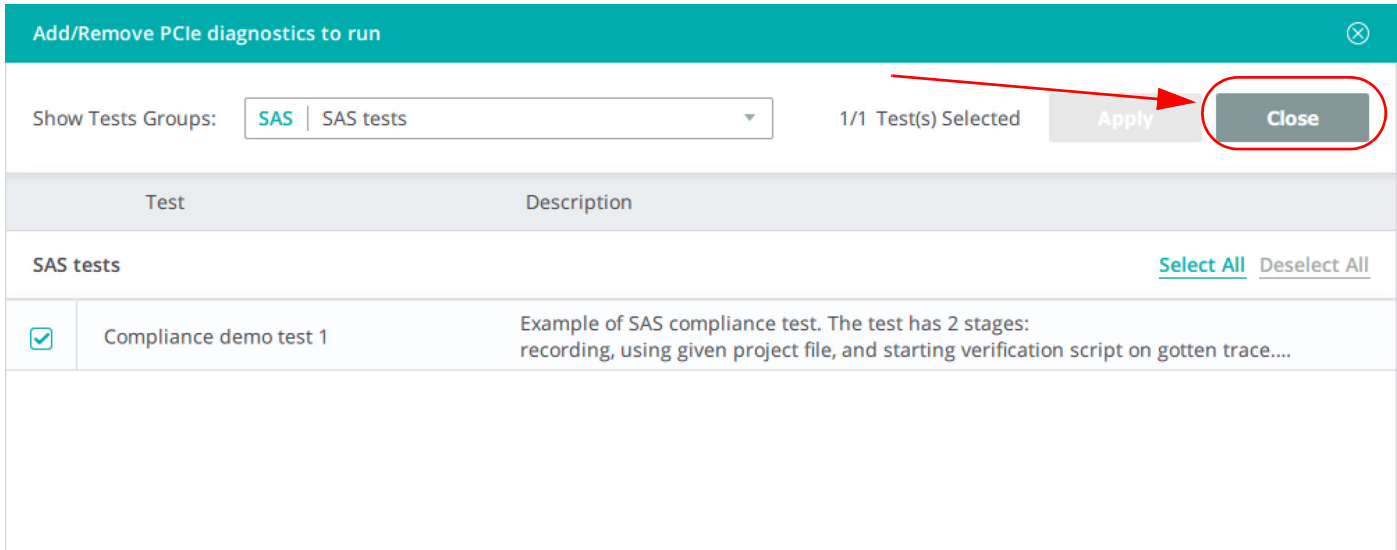 Add/Remove PCIe diagnostics to run
Show Tests Groups: SAS SAS tests 1/1 Test(s) Selected Apply Close
Test Description
SAS tests Select All Deselect All
Compliance demo test 1
Example of SAS compliance test. The test has 2 stages:
recording, using given project file, and starting verification script on gotten trace....